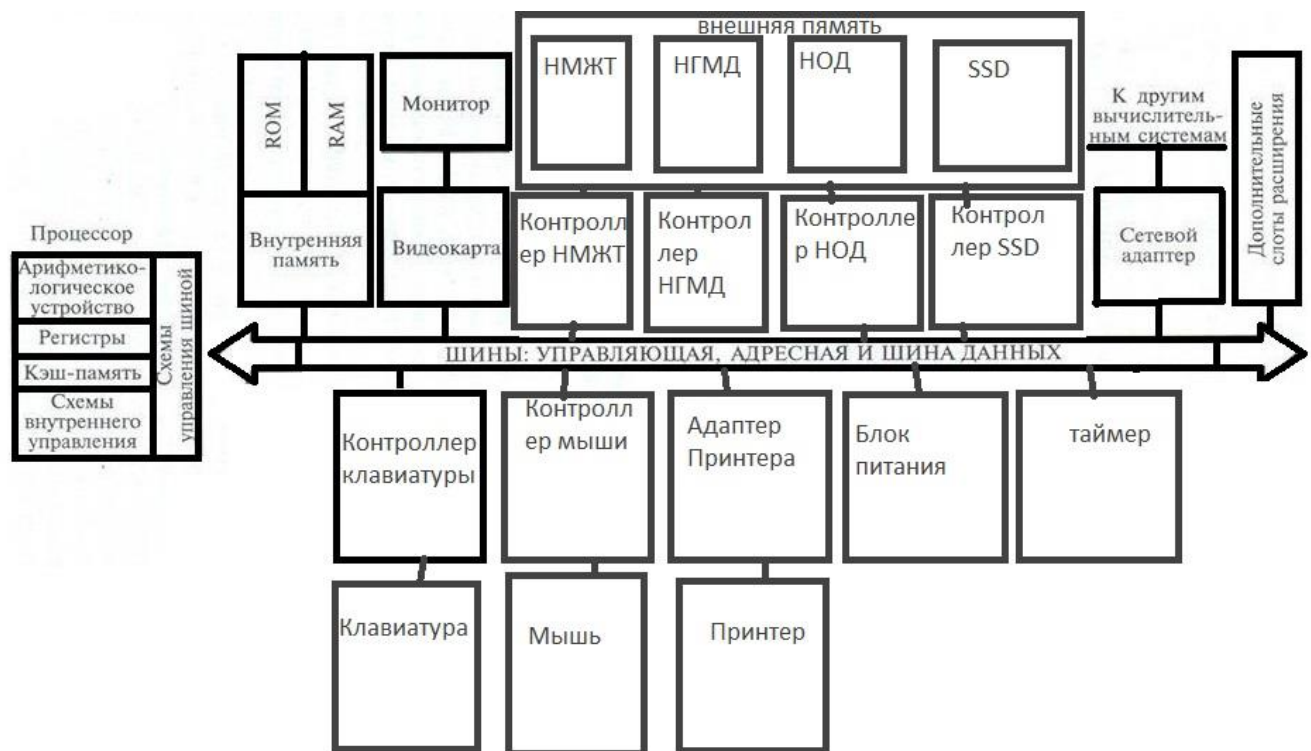 внешняя пямять
НМЖТ
НГМД
НОД
SSD
ROM
RAM
Монитор
К другим
вычислитель-
ным системам
Дополнительные
слоты расширения
Внутренняя
память
Видеокарта
Контролл
ер НМЖТ
Контрол
лер
НГМД
Контролле
р НОД
Контрол
лер SSD
Сетевой
адаптер
Процессор
Арифметико-
логическое
устройство
Регистры
Кэш-память
Схемы
внутреннего
управления
Схемы
управления шиной
ШИНЫ: УПРАВЛЯЮЩАЯ, АДРЕСНАЯ И ШИНА ДАННЫХ
Контроллер
клавиатуры
Контролл
ер мыши
Адаптер
Принтера
Блок
питания
таймер
Клавиатура
Мышь
Принтер